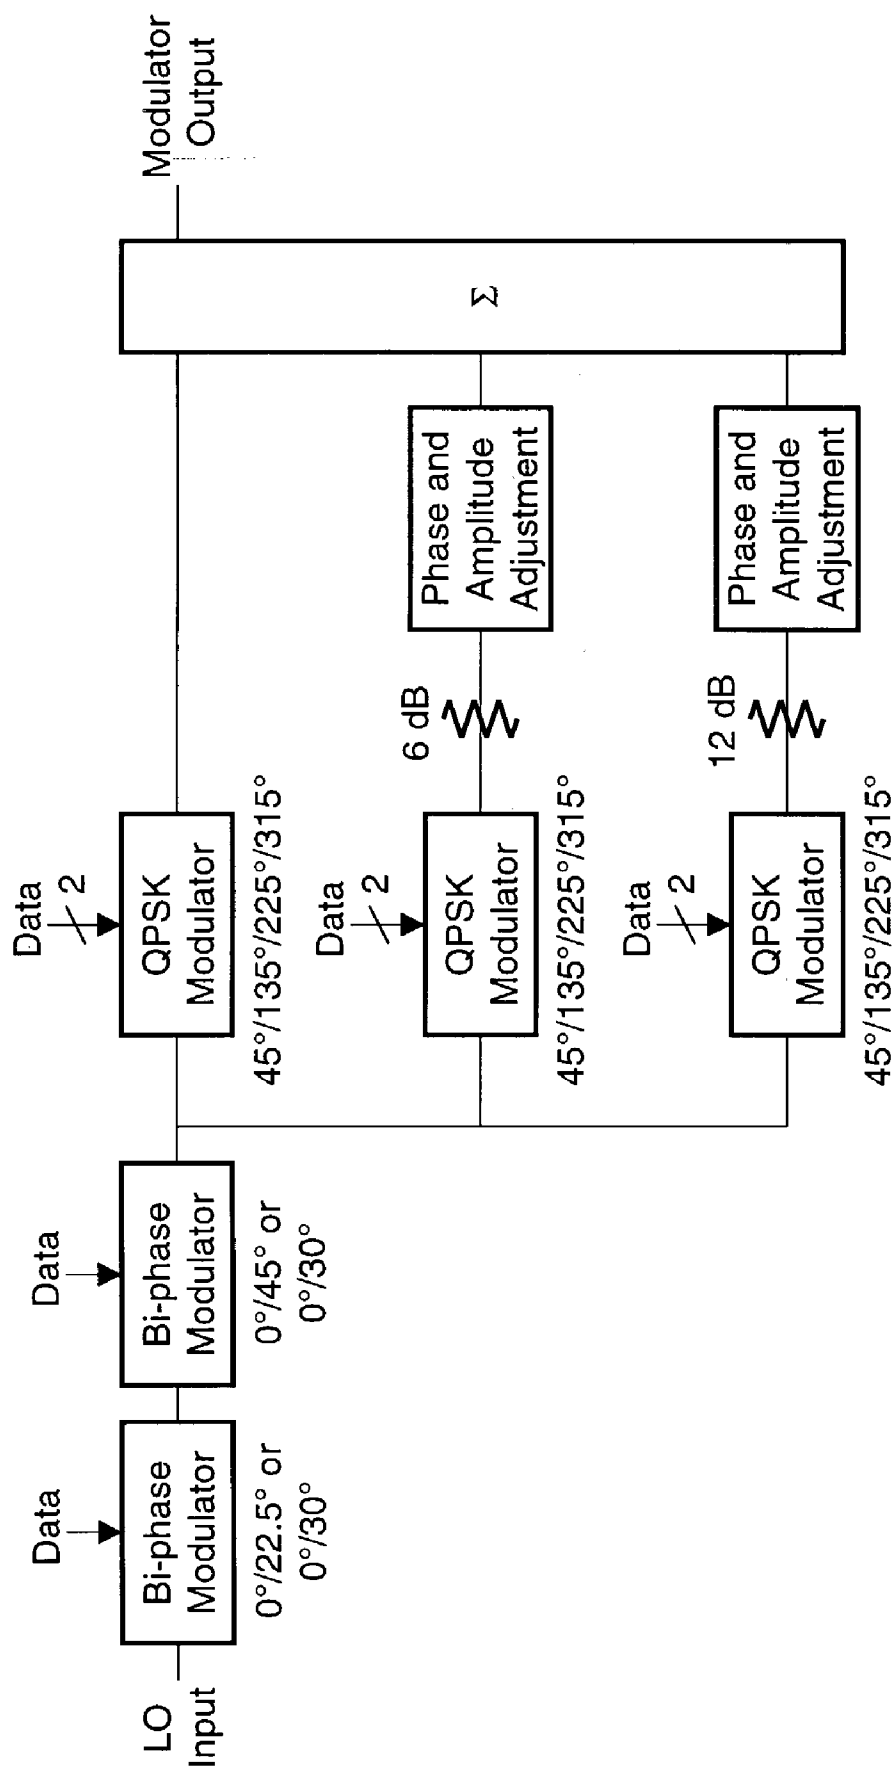 LO
Input
Data
Bi-phase
Modulator
0°/22.5° or
0°/30°
Data
Bi-phase
Modulator
0°/45° or
0°/30°
Data
2
QPSK
Modulator
45°/135°/225°/315°
Data
2
QPSK
Modulator
45°/135°/225°/315°
6 dB
Phase and
Amplitude
Adjustment
Data
2
QPSK
Modulator
45°/135°/225°/315°
12 dB
Phase and
Amplitude
Adjustment
Σ
Modulator
Output